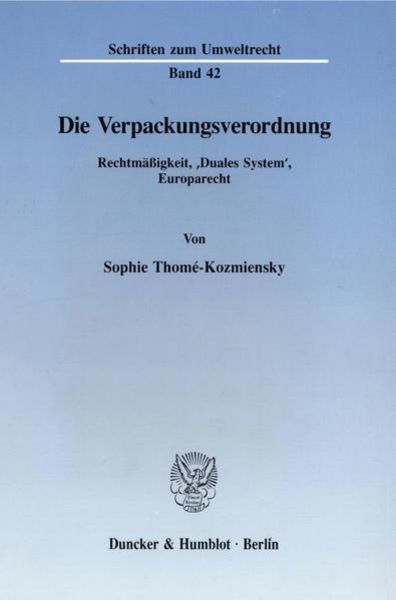 Schriften zum Umweltrecht
Band 42
Die Verpackungsverordnung
Rechtmäßigkeit, ‚Duales System‘,
Europarecht
Von
Sophie Thomé-Kozmiensky
Duncker & Humblot · Berlin